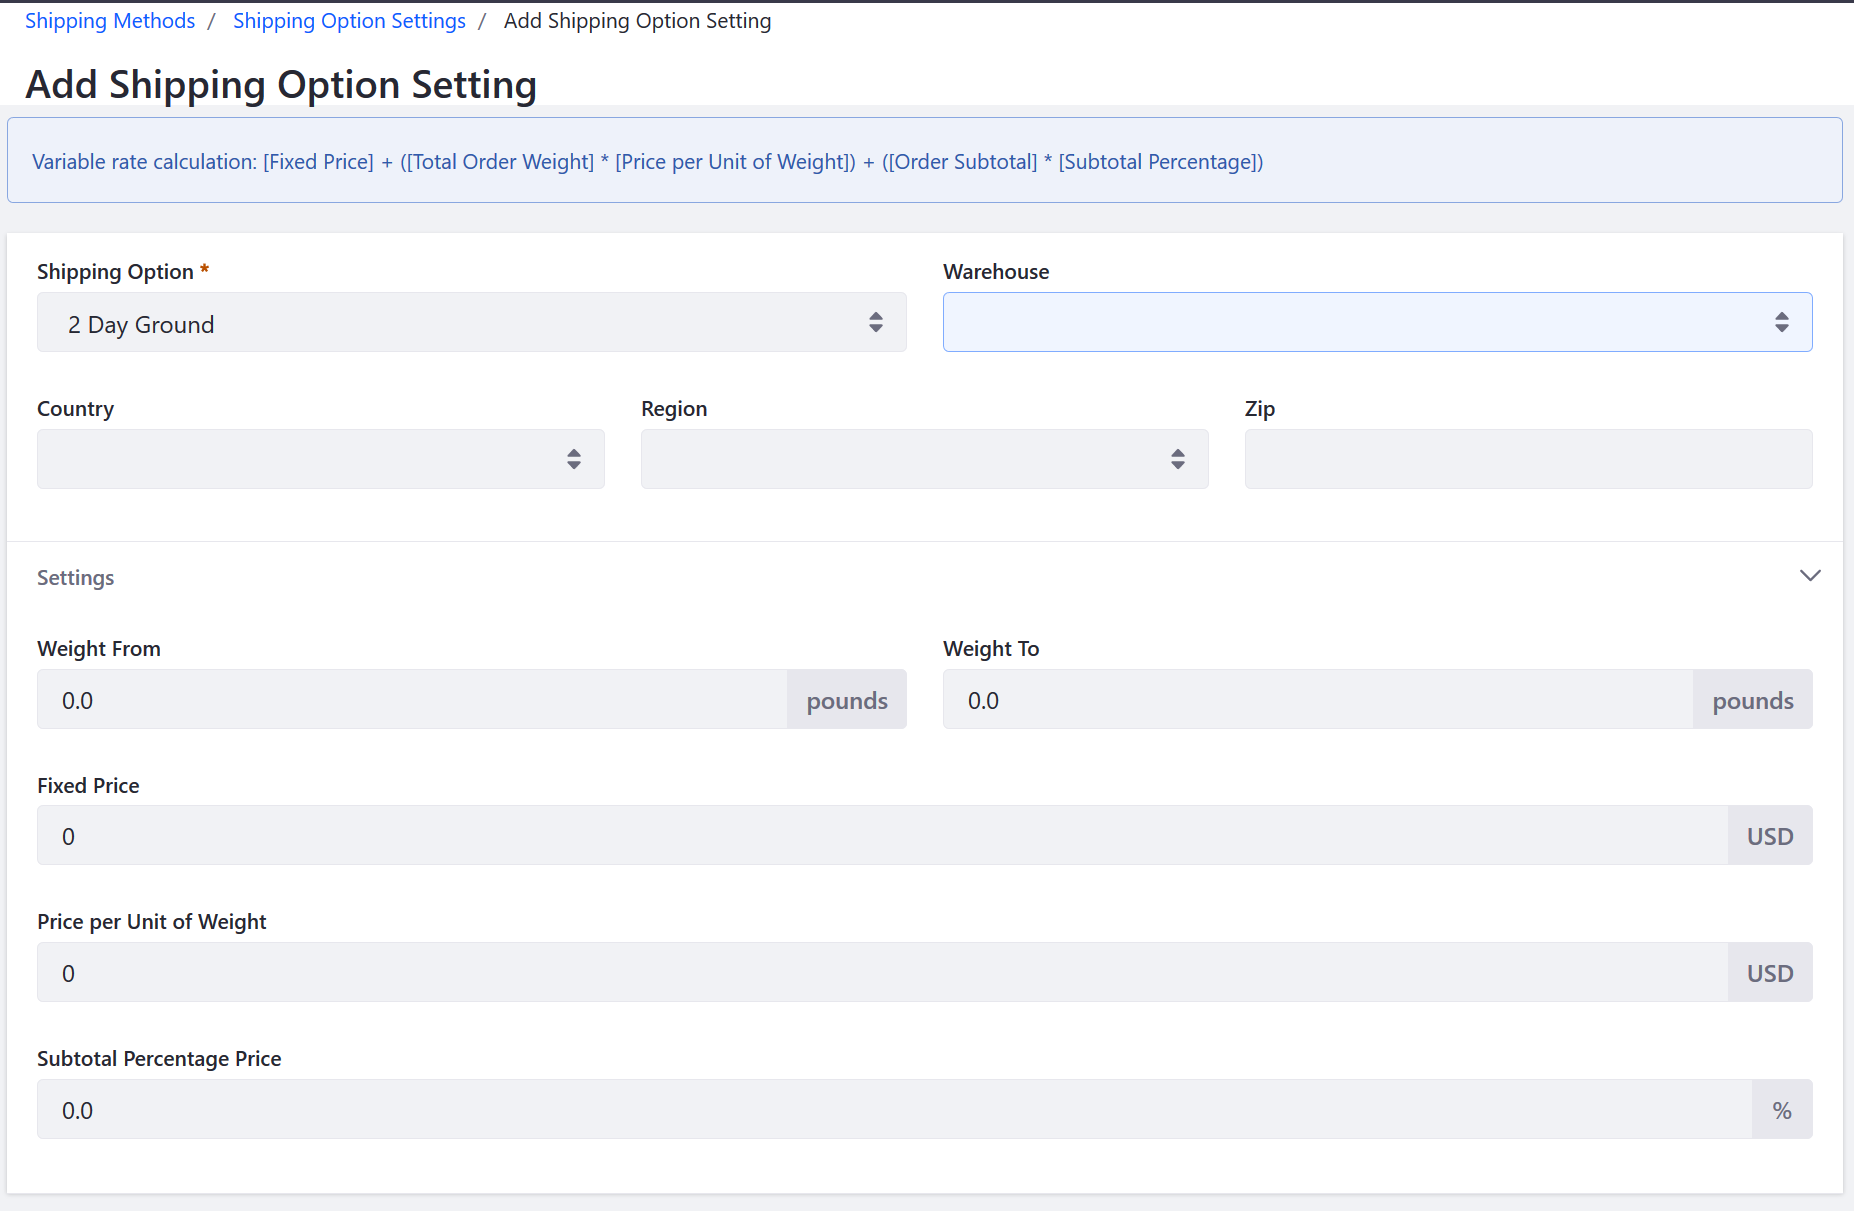 Shipping Methods / Shipping Option Settings / Add Shipping Option Setting
Add Shipping Option Setting
Variable rate calculation: [Fixed Price] + ([Total Order Weight] * [Price per Unit of Weight]) + ([Order Subtotal] * [Subtotal Percentage])
Shipping Option * Warehouse
2 Day Ground
Country Region Zip
Settings
Weight From Weight To
0.0 pounds 0.0 pounds
Fixed Price
0 USD
Price per Unit of Weight
0 USD
Subtotal Percentage Price
0.0 %